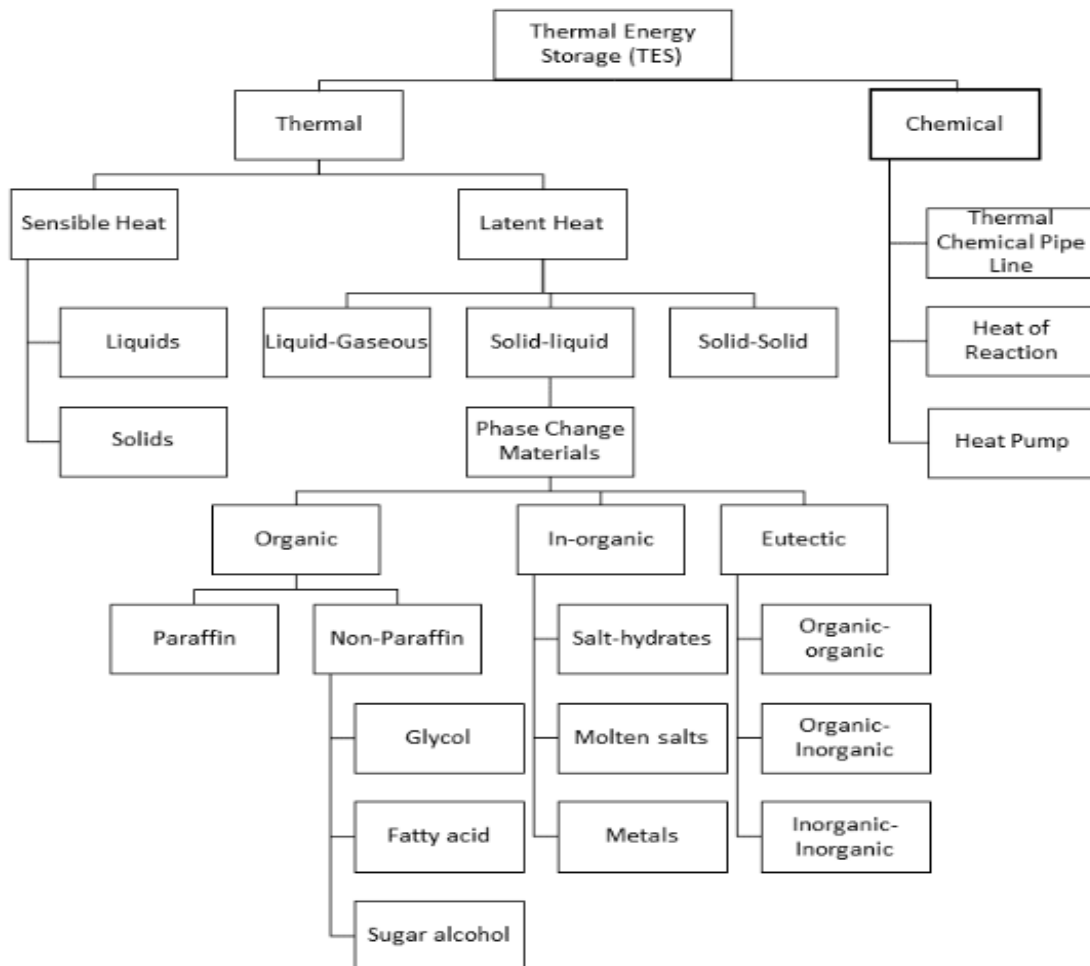 Thermal Energy
Storage (TES)
Thermal
Chemical
Sensible Heat
Latent Heat
Thermal
Chemical Pipe
Line
Liquids
Liquid-Gaseous
Solid-liquid
Solid-Solid
Heat of
Reaction
Solids
Phase Change
Materials
Heat Pump
Organic
In-organic
Eutectic
Paraffin
Non-Paraffin
Salt-hydrates
Organic-
organic
Glycol
Molten salts
Organic-
Inorganic
Fatty acid
Metals
Inorganic-
Inorganic
Sugar alcohol